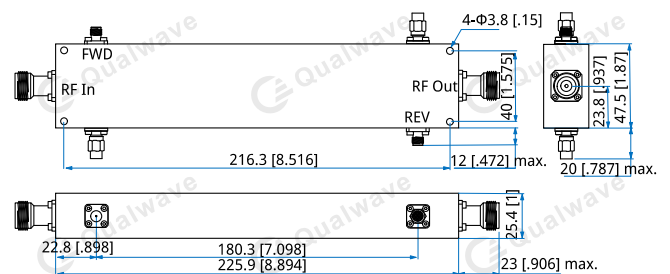 Qualwave
Qualwave
4-Φ3.8 [.15]
FWD
RF In
RF Out
REV
40 [1.575]
23.8 [.937]
47.5 [1.87]
216.3 [8.516]
12 [.472] max.
20 [.787] max.
Qualwave
Qualwave
Qualwave
25.4 [1]
22.8 [.898]
180.3 [7.098]
225.9 [8.894]
23 [.906] max.